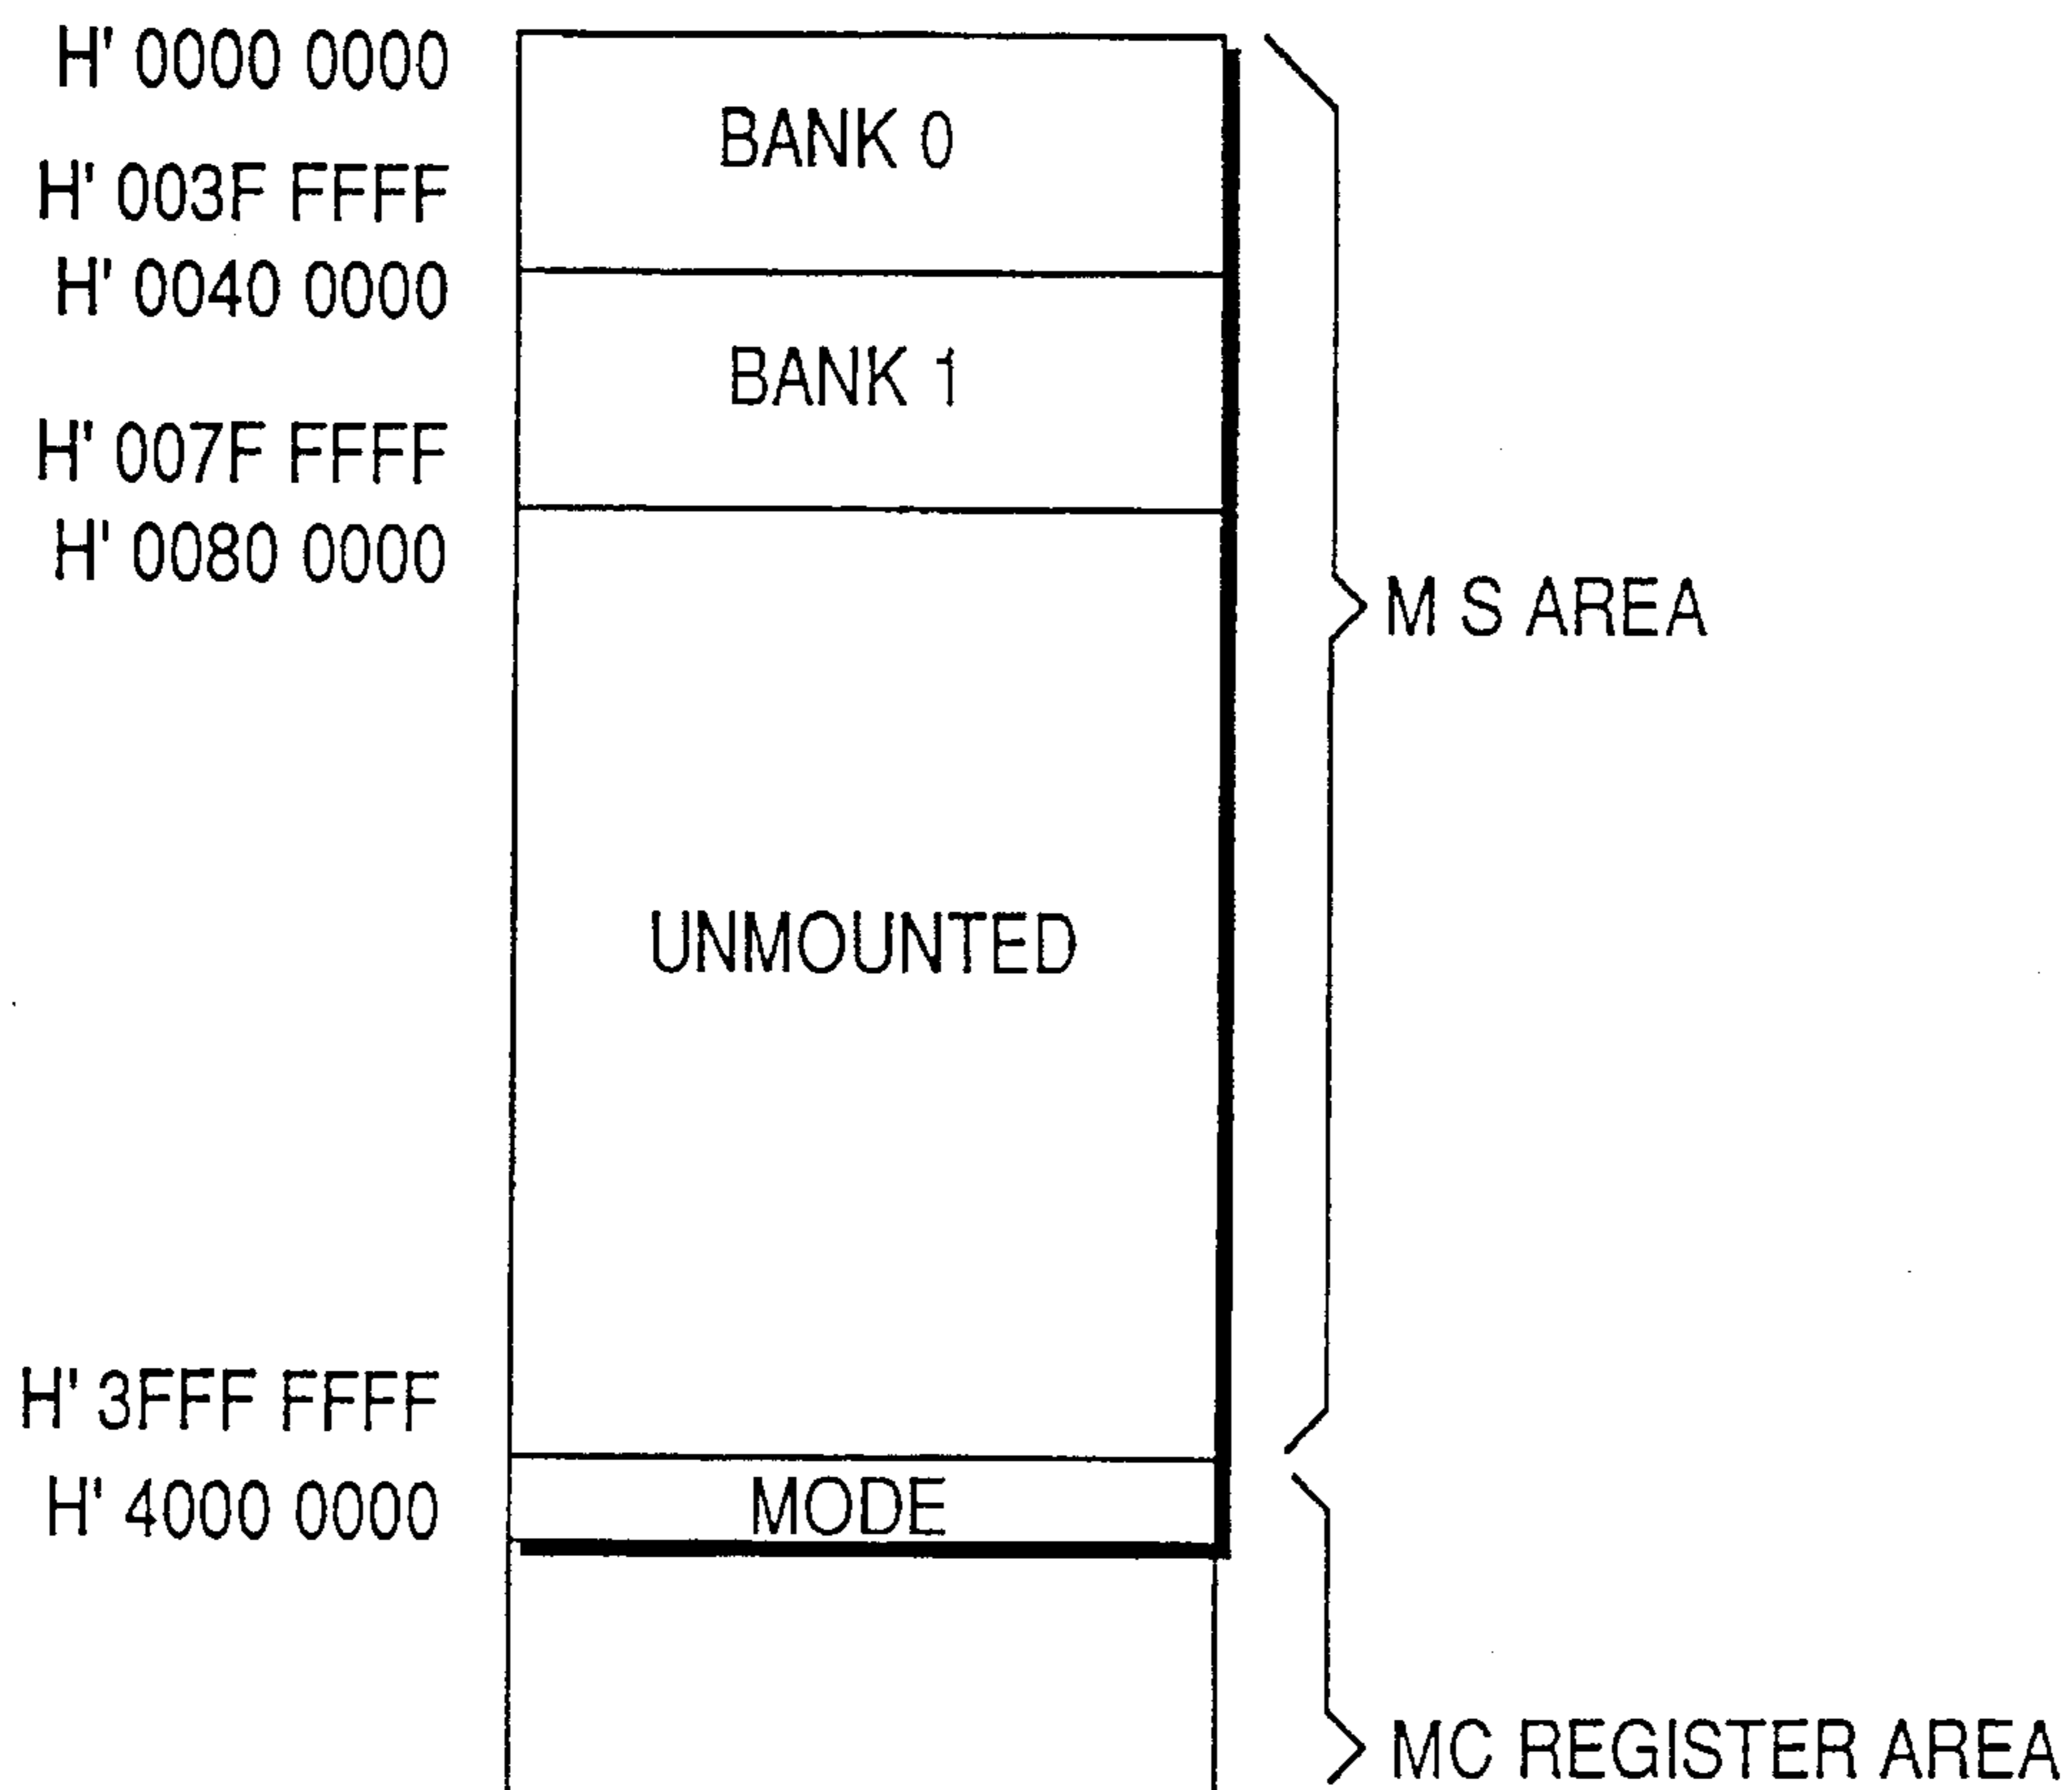 H' 0000 0000
BANK 0
H' 003F FFFF
H' 0040 0000
BANK 1
H' 007F FFFF
H' 0080 0000
M S AREA
UNMOUNTED
H' 3FFF FFFF
H' 4000 0000
MODE
MC REGISTER AREA